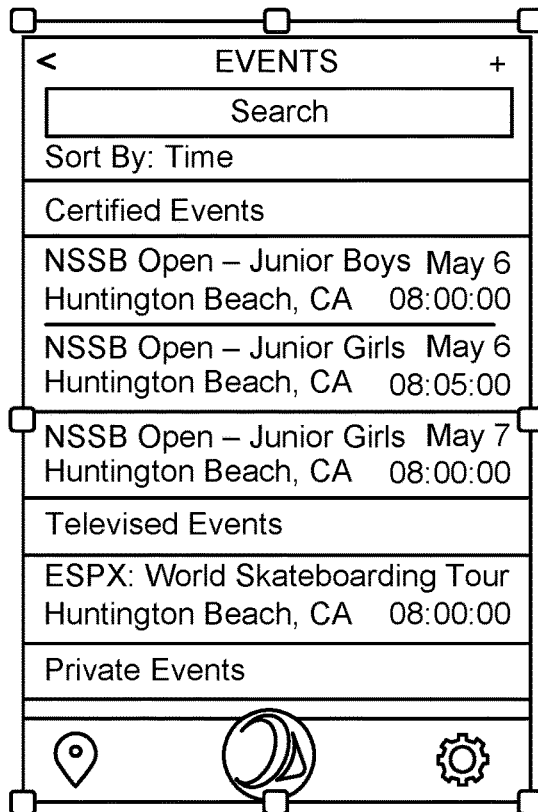 < EVENTS +
Search
Sort By: Time
Certified Events
NSSB Open – Junior Boys May 6
Huntington Beach, CA 08:00:00
NSSB Open – Junior Girls May 6
Huntington Beach, CA 08:05:00
NSSB Open – Junior Girls May 7
Huntington Beach, CA 08:00:00
Televised Events
ESPX: World Skateboarding Tour
Huntington Beach, CA 08:00:00
Private Events